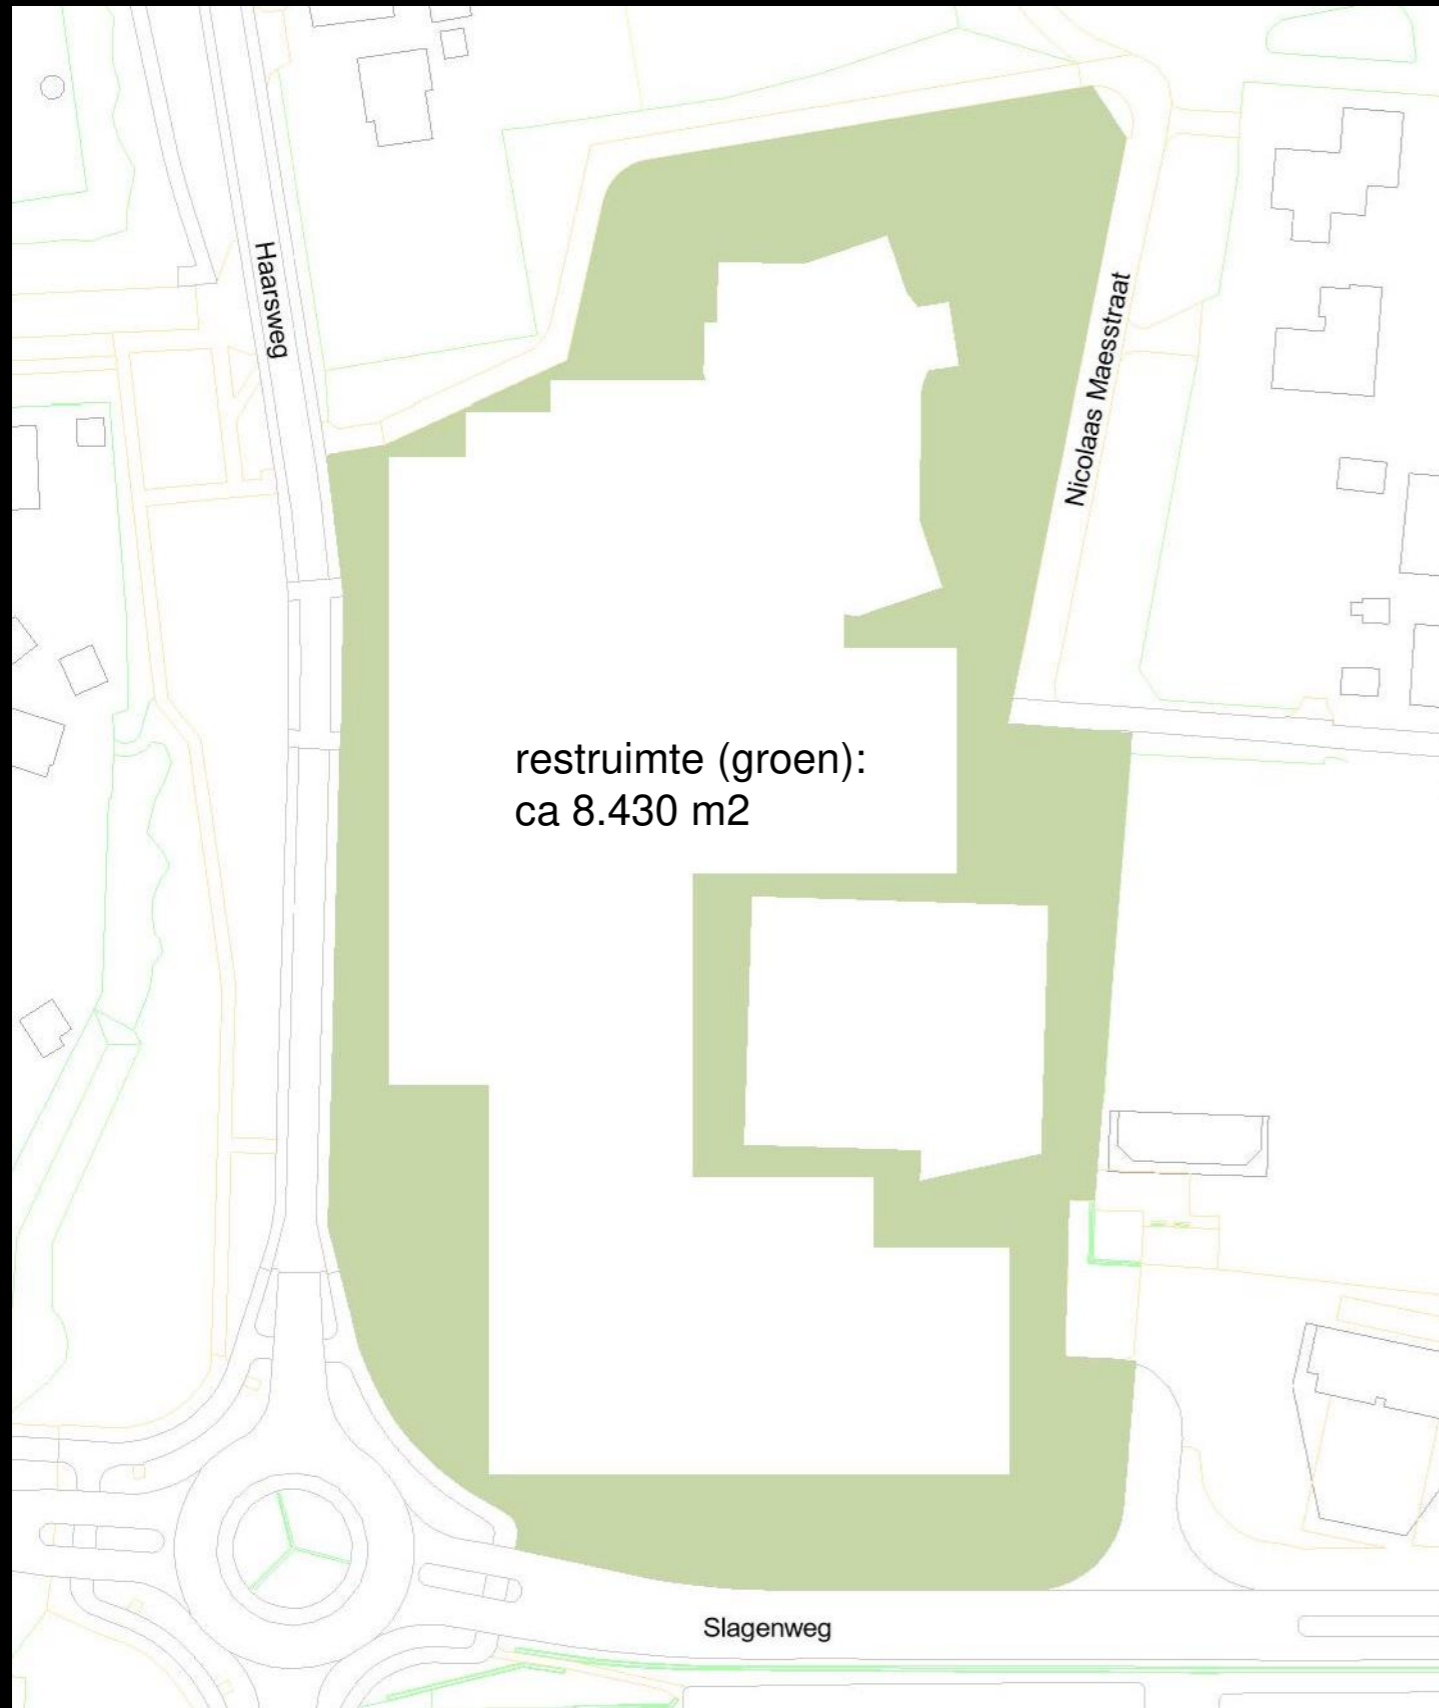 Haarsweg
Nicolaas Maesstraat
restruimte (groen):
ca 8.430 m2
Slagenweg